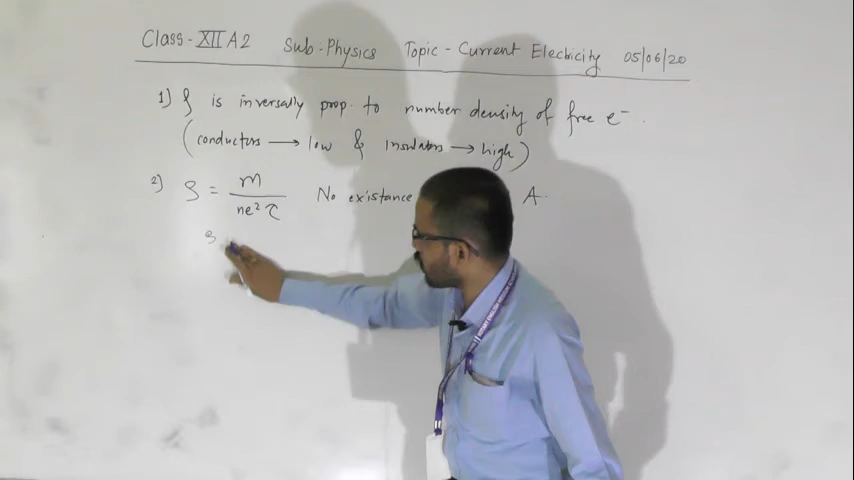 Class - XII A2 Sub - Physics Topic - Current Electricity 05/06/20
1) ρ is inversally prop. to number density of free e⁻.
(conductors → low & Insulators → high)
2) ρ = m / ne²τ No existance A.
ρ